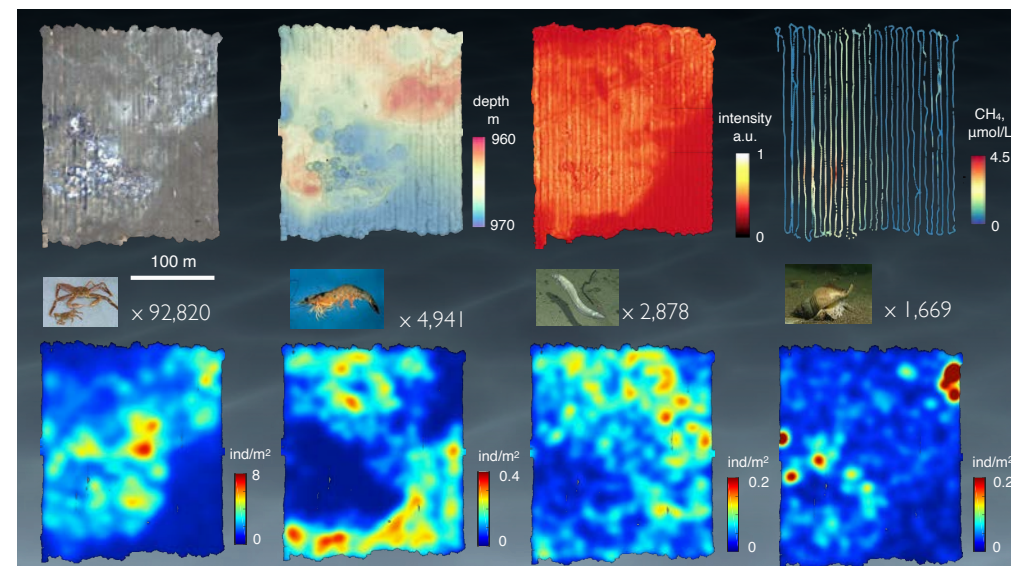 depth
m
960
970
intensity
a.u.
1
0
CH₄,
µmol/L
4.5
0
100 m
× 92,820
× 4,941
× 2,878
× 1,669
ind/m²
8
0
ind/m²
0.4
0
ind/m²
0.2
0
ind/m²
0.2
0